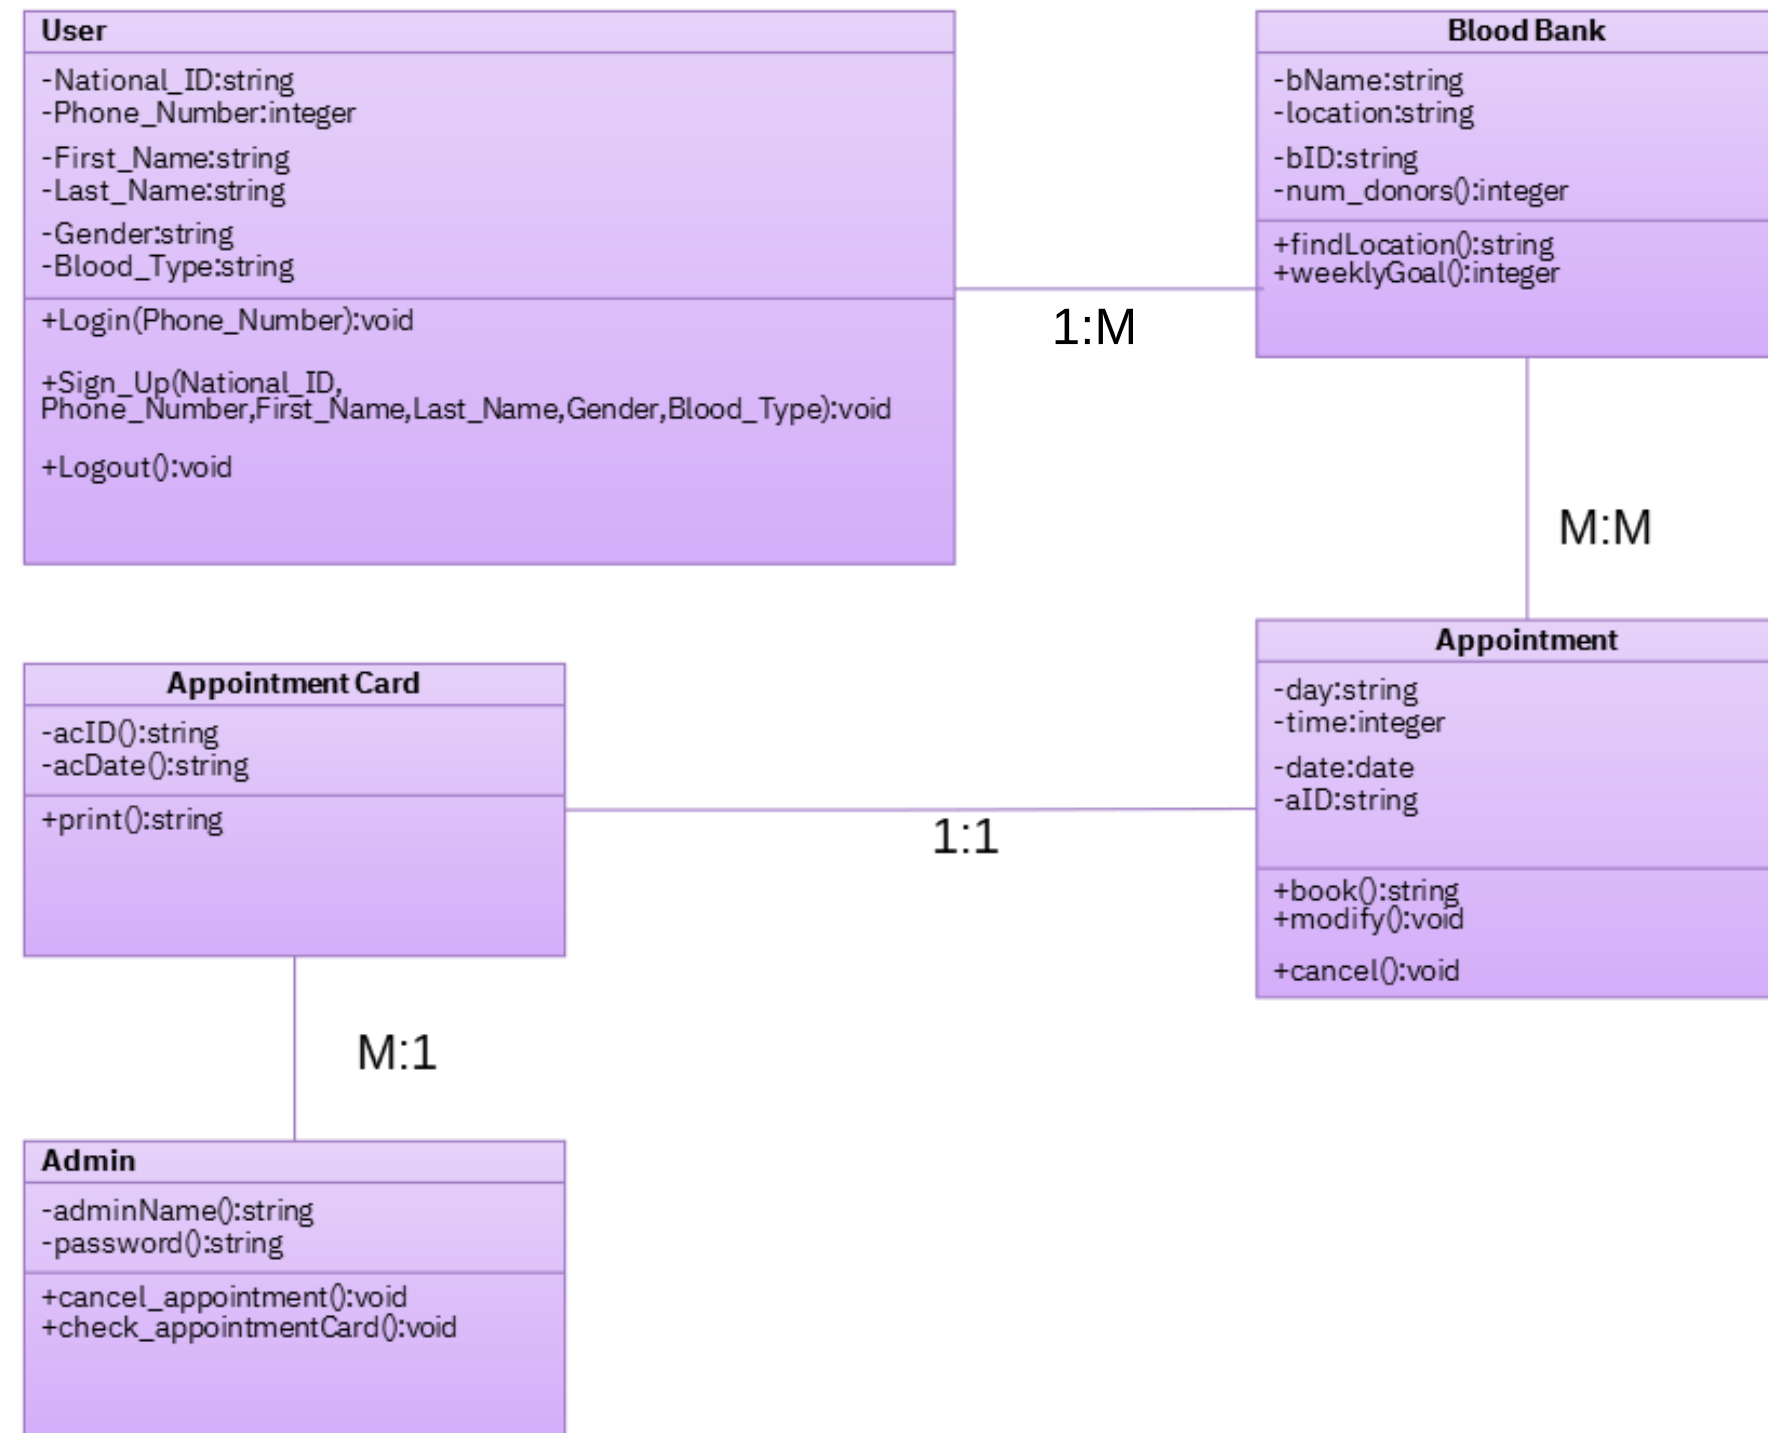 User
-National_ID:string
-Phone_Number:integer
-First_Name:string
-Last_Name:string
-Gender:string
-Blood_Type:string
+Login(Phone_Number):void
+Sign_Up(National_ID,
Phone_Number,First_Name,Last_Name,Gender,Blood_Type):void
+Logout():void
1:M
Blood Bank
-bName:string
-location:string
-bID:string
-num_donors():integer
+findLocation():string
+weeklyGoal():integer
M:M
Appointment Card
-acID():string
-acDate():string
+print():string
1:1
Appointment
-day:string
-time:integer
-date:date
-aID:string
+book():string
+modify():void
+cancel():void
M:1
Admin
-adminName():string
-password():string
+cancel_appointment():void
+check_appointmentCard():void